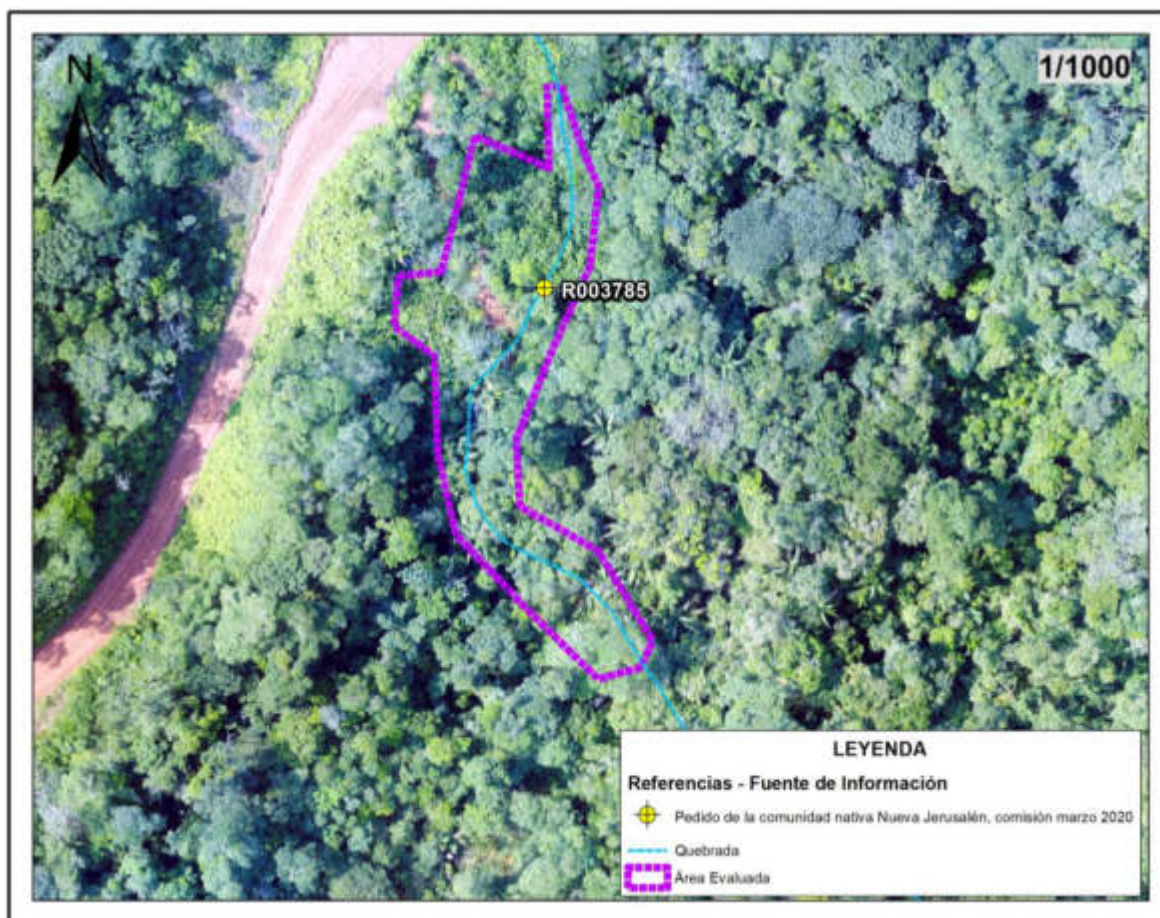 N
1/1000
R003785
LEYENDA
Referencias - Fuente de Información
Pedido de la comunidad nativa Nueva Jerusalén, comisión marzo 2020
Quebrada
Área Evaluada